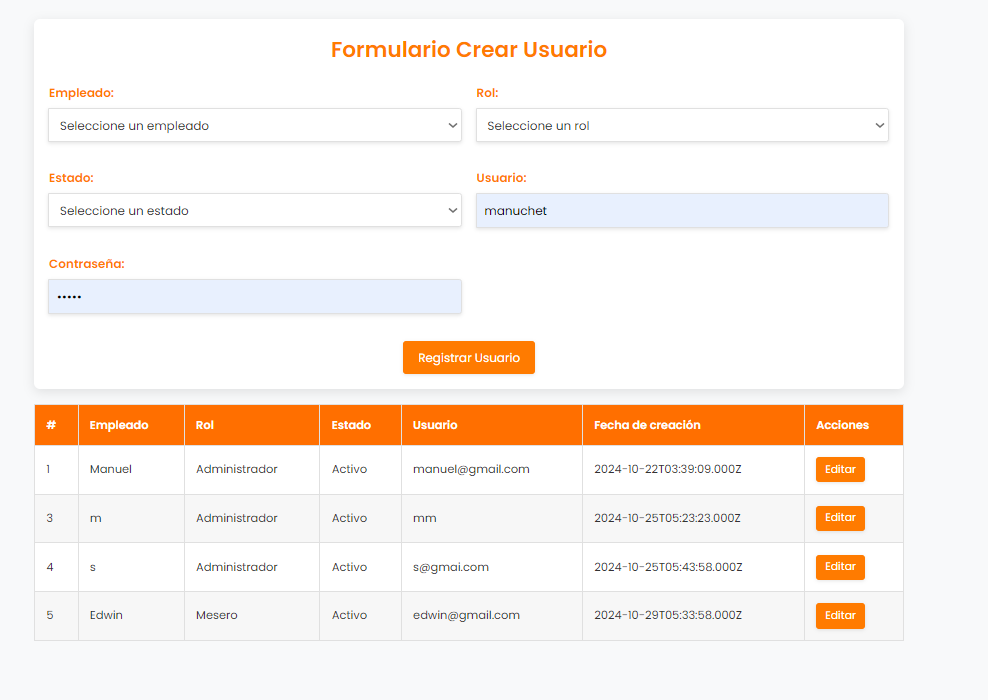 Formulario Crear Usuario
Empleado: Rol:
Seleccione un empleado Seleccione un rol
Estado: Usuario:
Seleccione un estado manuchet
Contraseña:
•••••
Registrar Usuario
# Empleado Rol Estado Usuario Fecha de creación Acciones
1 Manuel Administrador Activo manuel@gmail.com 2024-10-22T03:39:09.000Z Editar
3 m Administrador Activo mm 2024-10-25T05:23:23.000Z Editar
4 s Administrador Activo s@gmai.com 2024-10-25T05:43:58.000Z Editar
5 Edwin Mesero Activo edwin@gmail.com 2024-10-29T05:33:58.000Z Editar